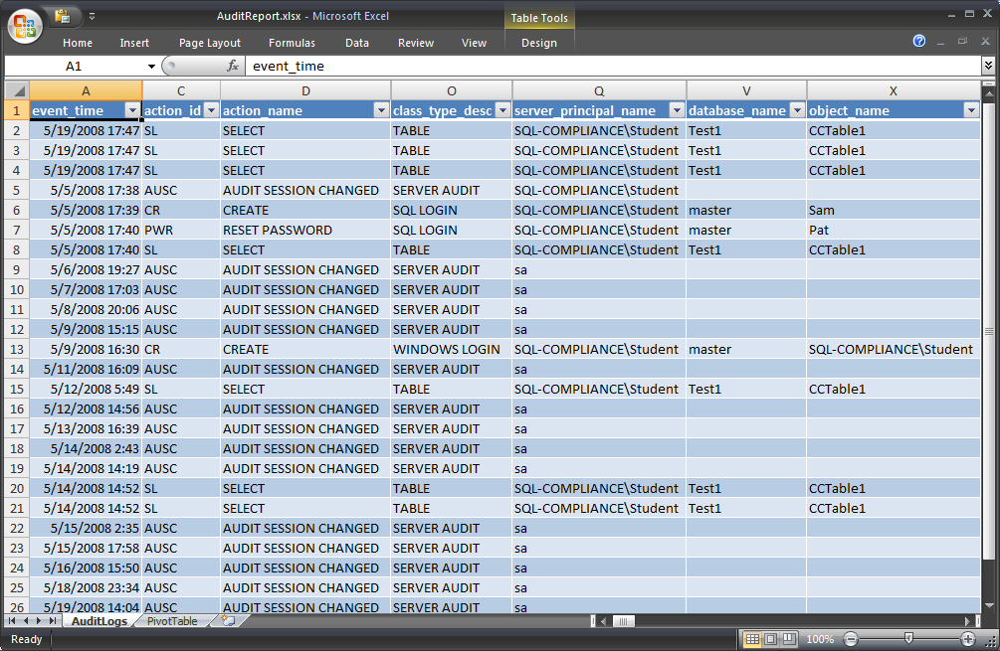 AuditReport.xlsx - Microsoft Excel
Table Tools
Home Insert Page Layout Formulas Data Review View Design
A1 fx event_time
A C D O Q V X
1 event_time action_id action_name class_type_desc server_principal_name database_name object_name
2 5/19/2008 17:47 SL SELECT TABLE SQL-COMPLIANCE\Student Test1 CCTable1
3 5/19/2008 17:47 SL SELECT TABLE SQL-COMPLIANCE\Student Test1 CCTable1
4 5/19/2008 17:47 SL SELECT TABLE SQL-COMPLIANCE\Student Test1 CCTable1
5 5/5/2008 17:38 AUSC AUDIT SESSION CHANGED SERVER AUDIT SQL-COMPLIANCE\Student
6 5/5/2008 17:39 CR CREATE SQL LOGIN SQL-COMPLIANCE\Student master Sam
7 5/5/2008 17:40 PWR RESET PASSWORD SQL LOGIN SQL-COMPLIANCE\Student master Pat
8 5/5/2008 17:40 SL SELECT TABLE SQL-COMPLIANCE\Student Test1 CCTable1
9 5/6/2008 19:27 AUSC AUDIT SESSION CHANGED SERVER AUDIT sa
10 5/7/2008 17:03 AUSC AUDIT SESSION CHANGED SERVER AUDIT sa
11 5/8/2008 20:06 AUSC AUDIT SESSION CHANGED SERVER AUDIT sa
12 5/9/2008 15:15 AUSC AUDIT SESSION CHANGED SERVER AUDIT sa
13 5/9/2008 16:30 CR CREATE WINDOWS LOGIN SQL-COMPLIANCE\Student master SQL-COMPLIANCE\Student
14 5/11/2008 16:09 AUSC AUDIT SESSION CHANGED SERVER AUDIT sa
15 5/12/2008 5:49 SL SELECT TABLE SQL-COMPLIANCE\Student Test1 CCTable1
16 5/12/2008 14:56 AUSC AUDIT SESSION CHANGED SERVER AUDIT sa
17 5/13/2008 16:39 AUSC AUDIT SESSION CHANGED SERVER AUDIT sa
18 5/14/2008 2:43 AUSC AUDIT SESSION CHANGED SERVER AUDIT sa
19 5/14/2008 14:19 AUSC AUDIT SESSION CHANGED SERVER AUDIT sa
20 5/14/2008 14:52 SL SELECT TABLE SQL-COMPLIANCE\Student Test1 CCTable1
21 5/14/2008 14:52 SL SELECT TABLE SQL-COMPLIANCE\Student Test1 CCTable1
22 5/15/2008 2:35 AUSC AUDIT SESSION CHANGED SERVER AUDIT sa
23 5/15/2008 17:58 AUSC AUDIT SESSION CHANGED SERVER AUDIT sa
24 5/16/2008 15:50 AUSC AUDIT SESSION CHANGED SERVER AUDIT sa
25 5/18/2008 23:34 AUSC AUDIT SESSION CHANGED SERVER AUDIT sa
26 5/19/2008 14:04 AUSC AUDIT SESSION CHANGED SERVER AUDIT sa
AuditLogs PivotTable
Ready 100%